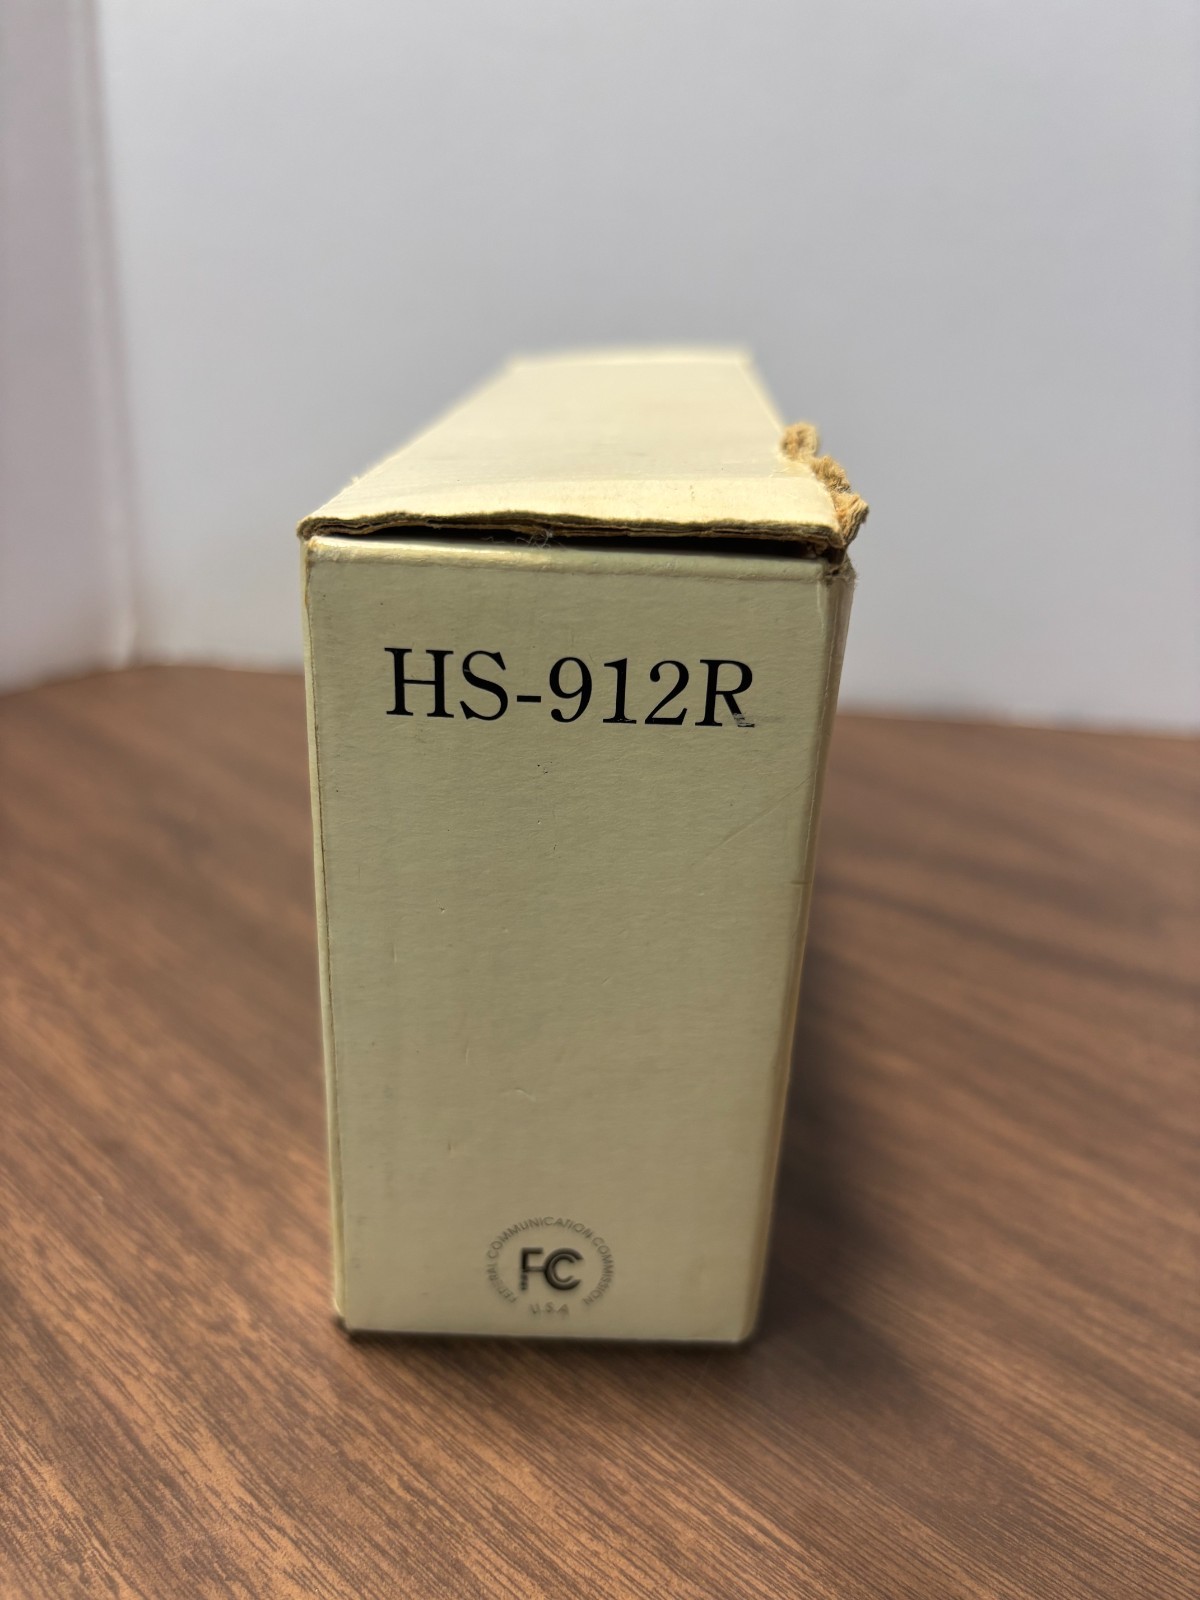 HS-912R
FEDERAL COMMUNICATION COMMISSION
FC
U.S.A